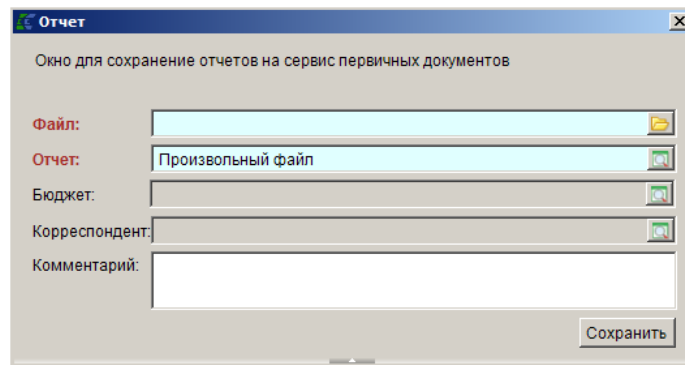 Отчет
Окно для сохранение отчетов на сервис первичных документов
Файл:
Отчет: Произвольный файл
Бюджет:
Корреспондент:
Комментарий:
Сохранить